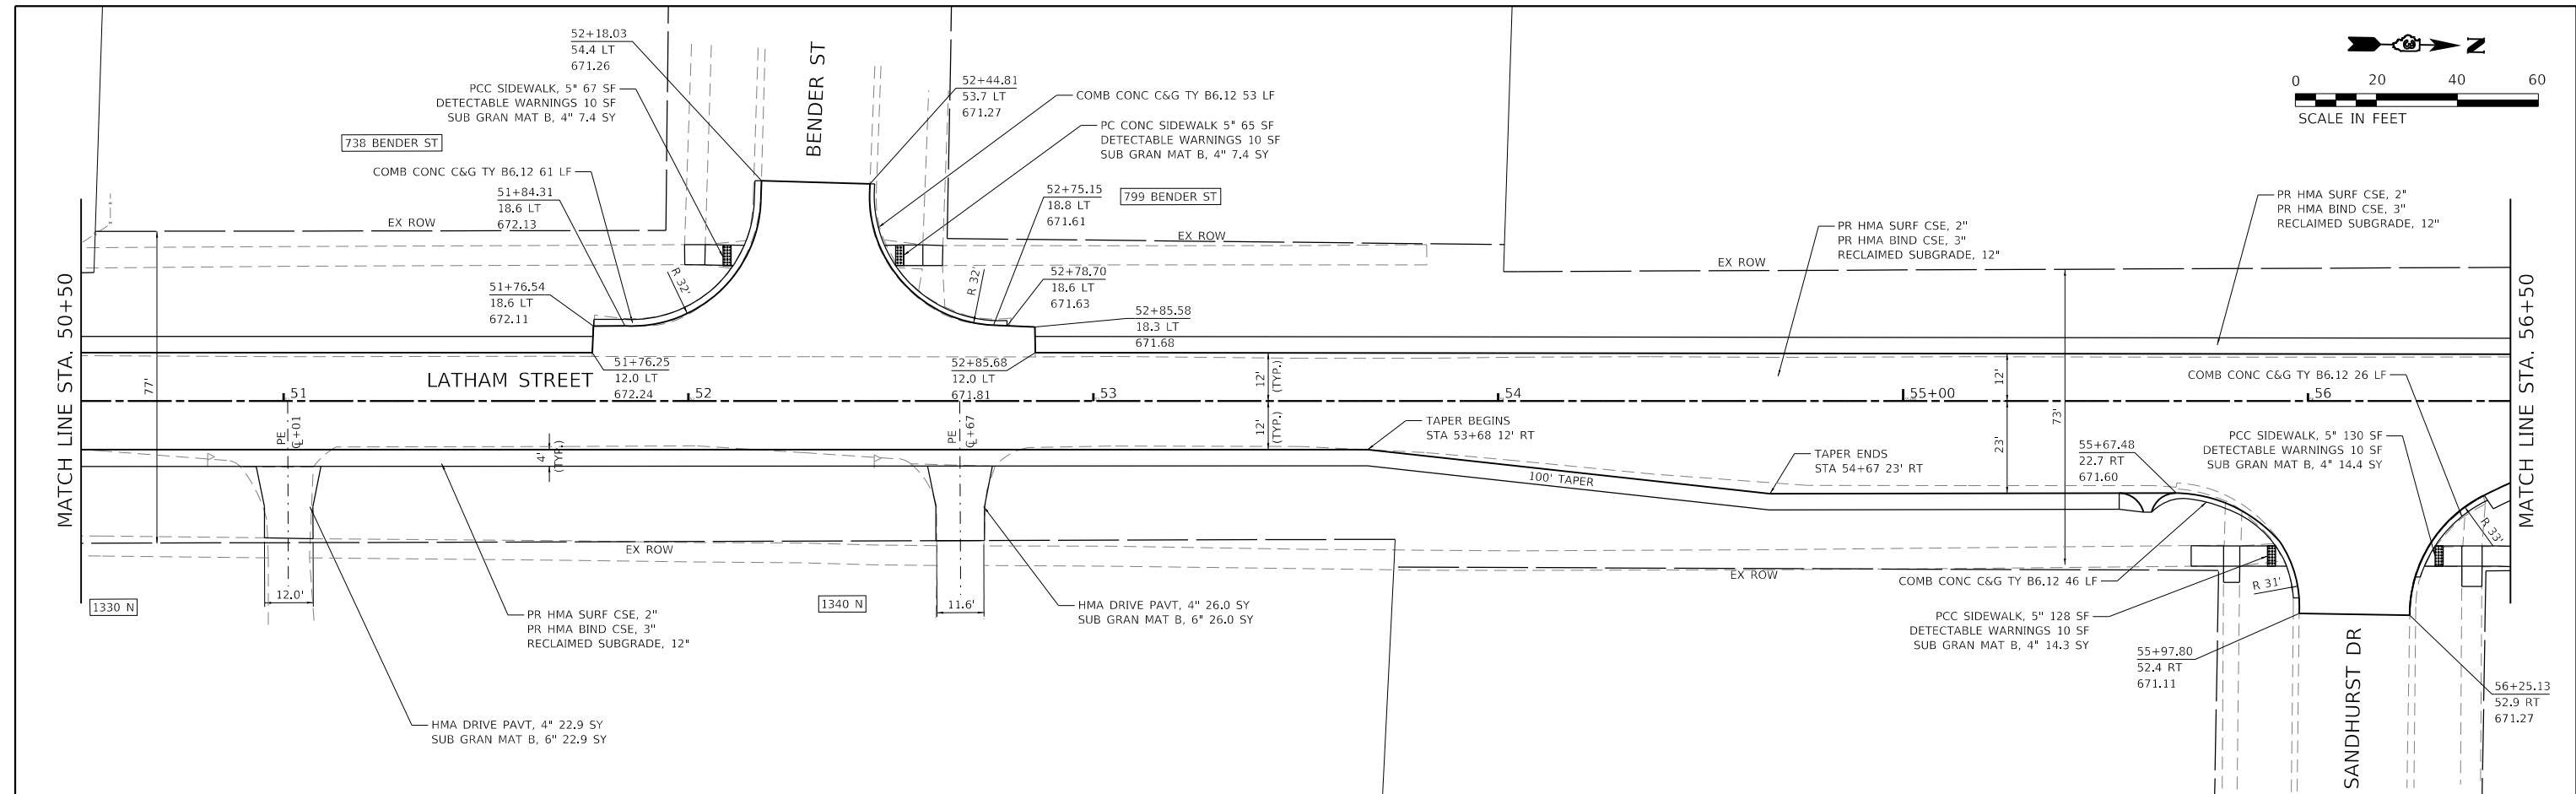 52+18.03
54.4 LT
671.26
PCC SIDEWALK, 5" 67 SF
DETECTABLE WARNINGS 10 SF
SUB GRAN MAT B, 4" 7.4 SY
738 BENDER ST
COMB CONC C&G TY B6.12 61 LF
51+84.31
18.6 LT
672.13
EX ROW
51+76.54
18.6 LT
672.11
R 32'
BENDER ST
52+44.81
53.7 LT
671.27
COMB CONC C&G TY B6.12 53 LF
PC CONC SIDEWALK 5" 65 SF
DETECTABLE WARNINGS 10 SF
SUB GRAN MAT B, 4" 7.4 SY
52+75.15
18.8 LT
671.61
799 BENDER ST
EX ROW
R 32'
52+78.70
18.6 LT
671.63
52+85.58
18.3 LT
671.68
N
0 20 40 60
SCALE IN FEET
PR HMA SURF CSE, 2"
PR HMA BIND CSE, 3"
RECLAIMED SUBGRADE, 12"
PR HMA SURF CSE, 2"
PR HMA BIND CSE, 3"
RECLAIMED SUBGRADE, 12"
EX ROW
MATCH LINE STA. 50+50
77'
LATHAM STREET
51+76.25
12.0 LT
672.24
52+85.68
12.0 LT
671.81
12'
(TYP.)
12'
(TYP.)
12'
23'
73'
51
52
53
54
55+00
56
MATCH LINE STA. 56+50
PE
℄+01
4'
(TYP.)
PE
℄+67
TAPER BEGINS
STA 53+68 12' RT
TAPER ENDS
STA 54+67 23' RT
100' TAPER
COMB CONC C&G TY B6.12 26 LF
PCC SIDEWALK, 5" 130 SF
DETECTABLE WARNINGS 10 SF
SUB GRAN MAT B, 4" 14.4 SY
55+67.48
22.7 RT
671.60
R 33'
EX ROW
EX ROW
COMB CONC C&G TY B6.12 46 LF
R 31'
12.0'
1330 N
PR HMA SURF CSE, 2"
PR HMA BIND CSE, 3"
RECLAIMED SUBGRADE, 12"
1340 N
11.6'
HMA DRIVE PAVT, 4" 26.0 SY
SUB GRAN MAT B, 6" 26.0 SY
PCC SIDEWALK, 5" 128 SF
DETECTABLE WARNINGS 10 SF
SUB GRAN MAT B, 4" 14.3 SY
55+97.80
52.4 RT
671.11
SANDHURST DR
56+25.13
52.9 RT
671.27
HMA DRIVE PAVT, 4" 22.9 SY
SUB GRAN MAT B, 6" 22.9 SY